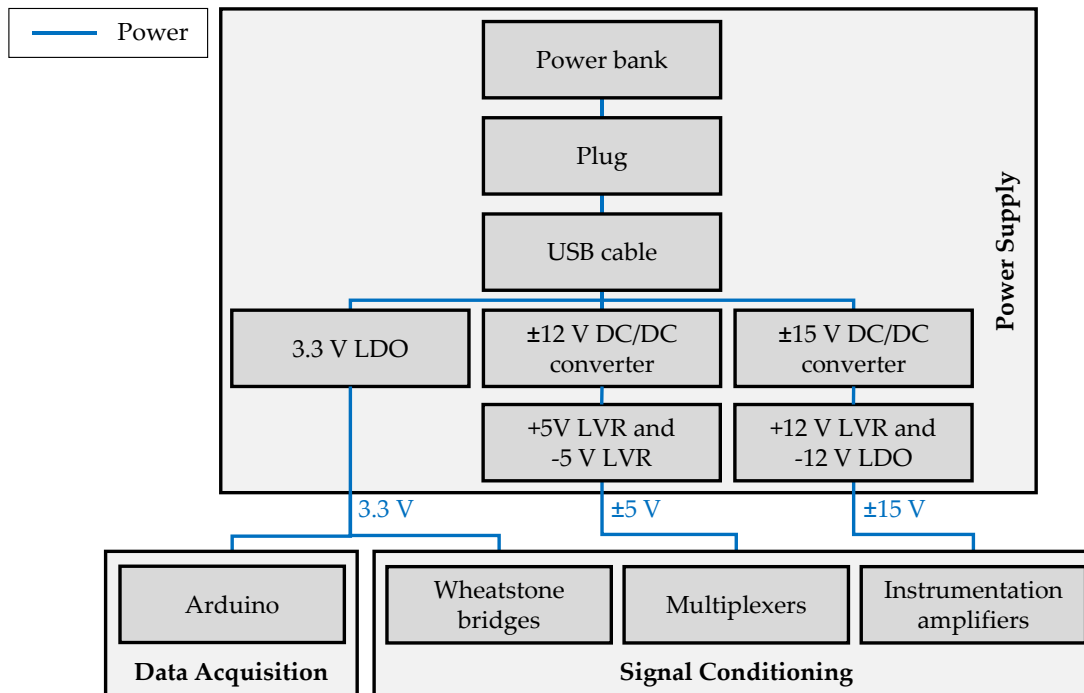 Power
Power bank
Plug
USB cable
Power Supply
3.3 V LDO
±12 V DC/DC
converter
±15 V DC/DC
converter
+5V LVR and
-5 V LVR
+12 V LVR and
-12 V LDO
3.3 V
±5 V
±15 V
Arduino
Wheatstone
bridges
Multiplexers
Instrumentation
amplifiers
Data Acquisition
Signal Conditioning